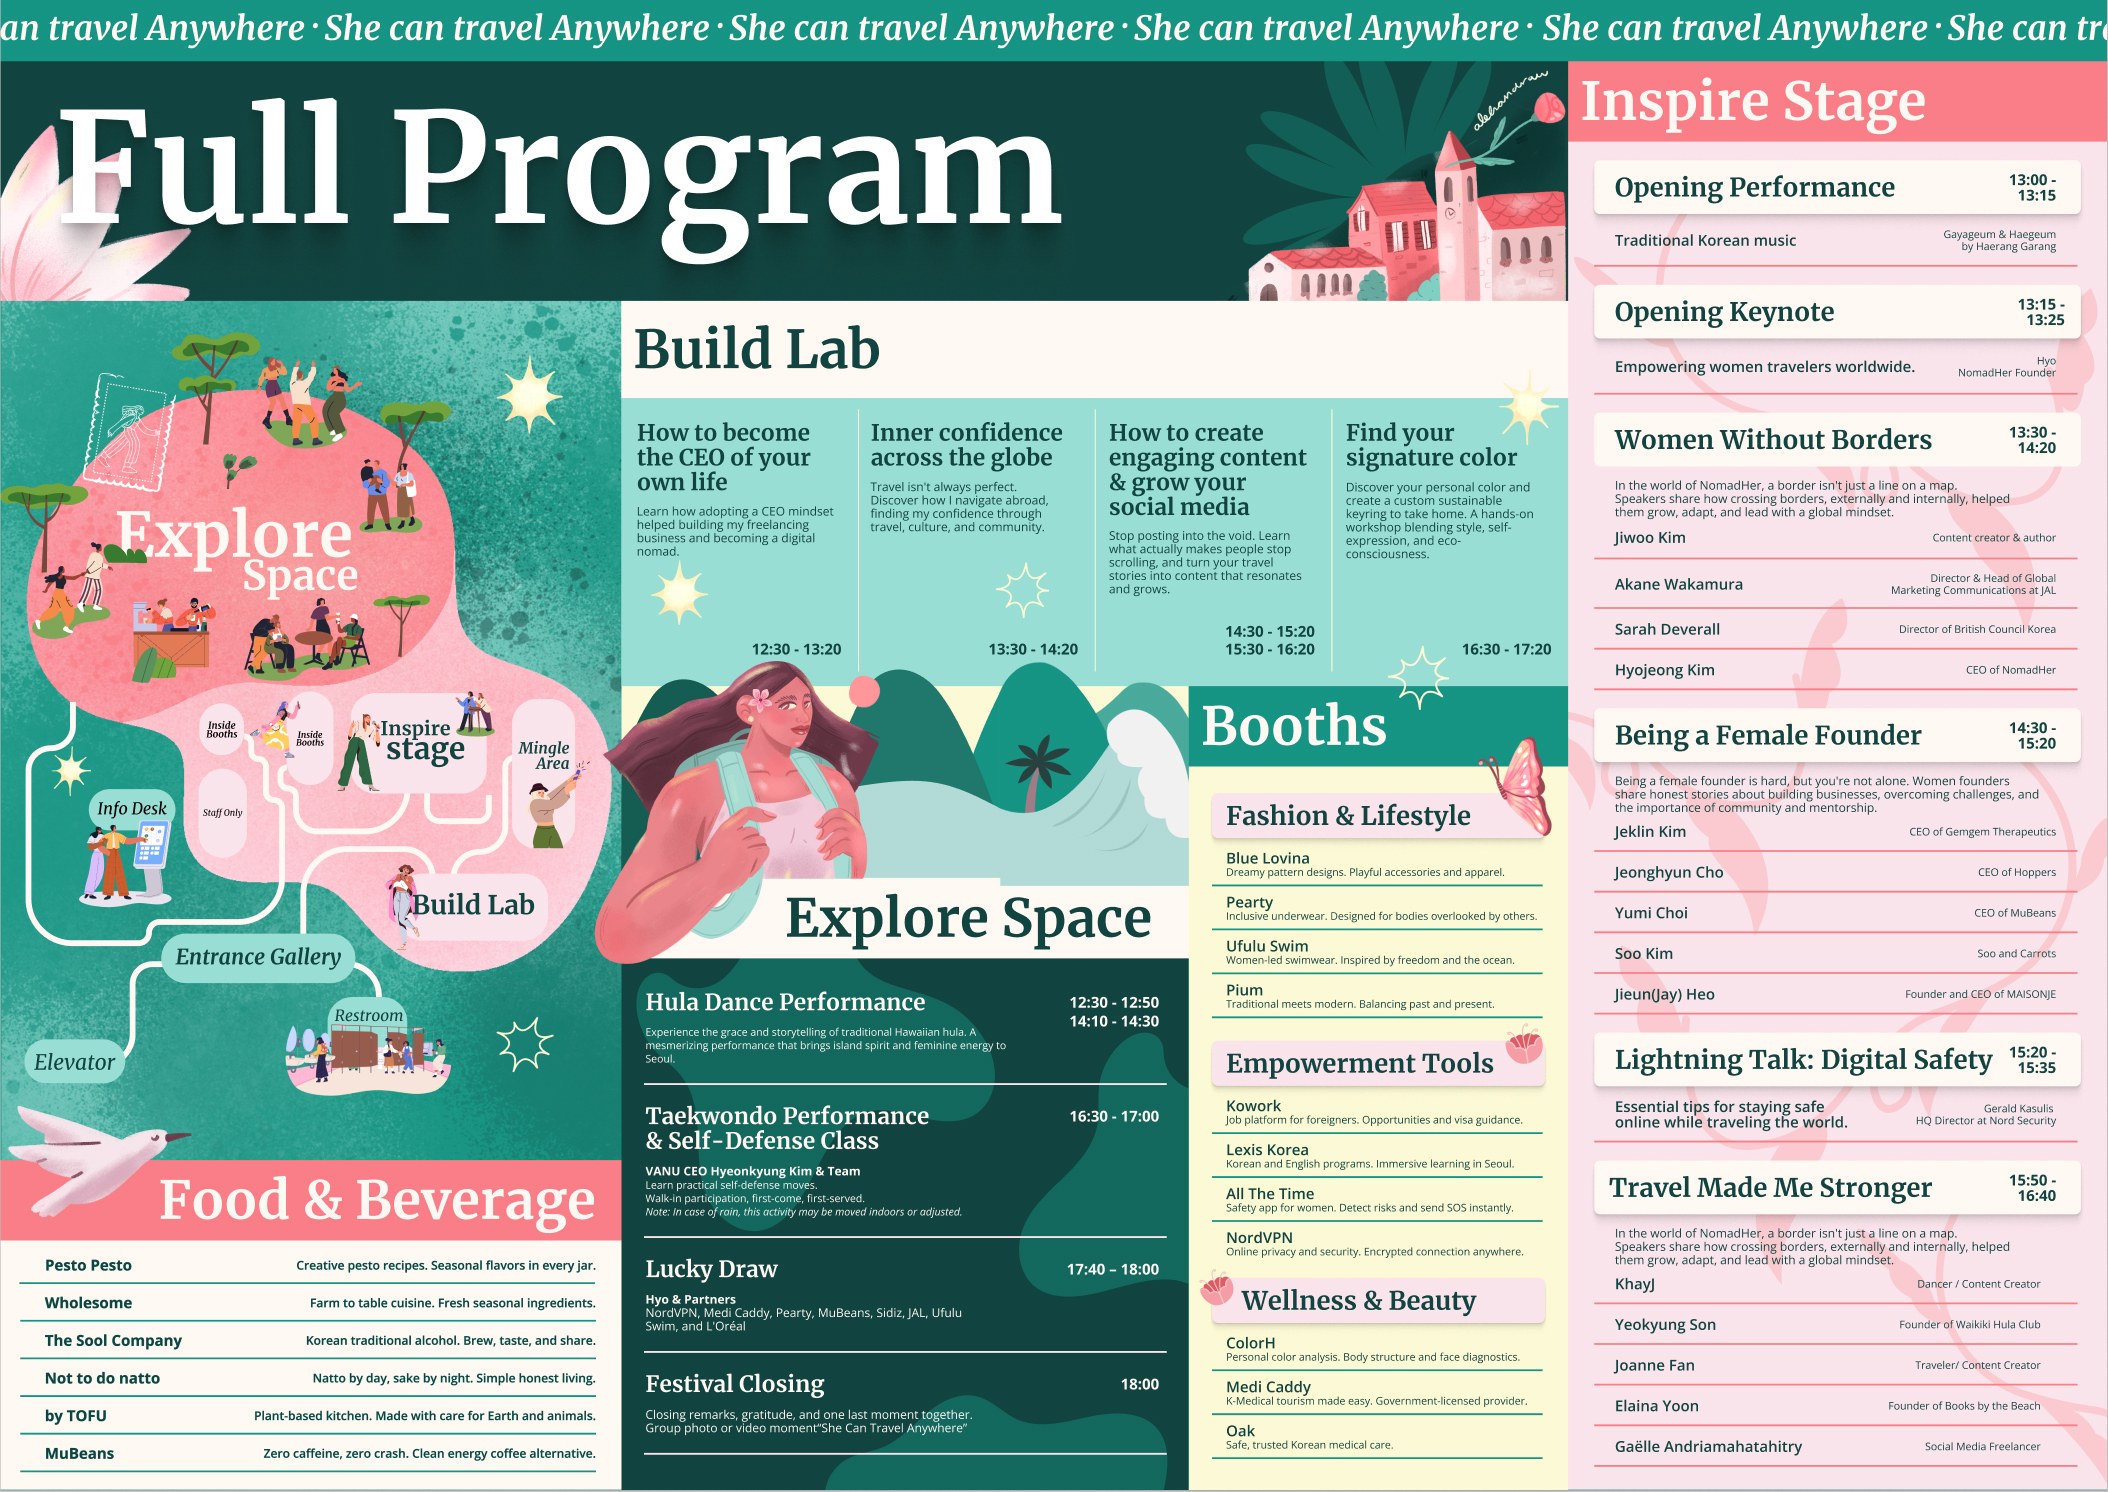 an travel Anywhere · She can travel Anywhere · She can travel Anywhere · She can travel Anywhere · She can travel Anywhere · She can tr
Full Program
alehandraw
Explore
Space
Inside
Booths
Inside
Booths
Inspire
stage
Mingle
Area
Staff Only
Info Desk
Build Lab
Entrance Gallery
Restroom
Elevator
Food & Beverage
Pesto Pesto
Creative pesto recipes. Seasonal flavors in every jar.
Wholesome
Farm to table cuisine. Fresh seasonal ingredients.
The Sool Company
Korean traditional alcohol. Brew, taste, and share.
Not to do natto
Natto by day, sake by night. Simple honest living.
by TOFU
Plant-based kitchen. Made with care for Earth and animals.
MuBeans
Zero caffeine, zero crash. Clean energy coffee alternative.
Build Lab
How to become
the CEO of your
own life
Learn how adopting a CEO mindset
helped building my freelancing
business and becoming a digital
nomad.
12:30 - 13:20
Inner confidence
across the globe
Travel isn't always perfect.
Discover how I navigate abroad,
finding my confidence through
travel, culture, and community.
13:30 - 14:20
How to create
engaging content
& grow your
social media
Stop posting into the void. Learn
what actually makes people stop
scrolling, and turn your travel
stories into content that resonates
and grows.
14:30 - 15:20
15:30 - 16:20
Find your
signature color
Discover your personal color and
create a custom sustainable
keyring to take home. A hands-on
workshop blending style, self-
expression, and eco-
consciousness.
16:30 - 17:20
Explore Space
Hula Dance Performance
12:30 - 12:50
14:10 - 14:30
Experience the grace and storytelling of traditional Hawaiian hula. A
mesmerizing performance that brings island spirit and feminine energy to
Seoul.
Taekwondo Performance
& Self-Defense Class
16:30 - 17:00
VANU CEO Hyeonkyung Kim & Team
Learn practical self-defense moves.
Walk-in participation, first-come, first-served.
Note: In case of rain, this activity may be moved indoors or adjusted.
Lucky Draw
17:40 – 18:00
Hyo & Partners
NordVPN, Medi Caddy, Pearty, MuBeans, Sidiz, JAL, Ufulu
Swim, and L'Oréal
Festival Closing
18:00
Closing remarks, gratitude, and one last moment together.
Group photo or video moment“She Can Travel Anywhere”
Booths
Fashion & Lifestyle
Blue Lovina
Dreamy pattern designs. Playful accessories and apparel.
Pearty
Inclusive underwear. Designed for bodies overlooked by others.
Ufulu Swim
Women-led swimwear. Inspired by freedom and the ocean.
Pium
Traditional meets modern. Balancing past and present.
Empowerment Tools
Kowork
Job platform for foreigners. Opportunities and visa guidance.
Lexis Korea
Korean and English programs. Immersive learning in Seoul.
All The Time
Safety app for women. Detect risks and send SOS instantly.
NordVPN
Online privacy and security. Encrypted connection anywhere.
Wellness & Beauty
ColorH
Personal color analysis. Body structure and face diagnostics.
Medi Caddy
K-Medical tourism made easy. Government-licensed provider.
Oak
Safe, trusted Korean medical care.
Inspire Stage
Opening Performance
13:00 -
13:15
Traditional Korean music
Gayageum & Haegeum
by Haerang Garang
Opening Keynote
13:15 -
13:25
Empowering women travelers worldwide.
Hyo
NomadHer Founder
Women Without Borders
13:30 -
14:20
In the world of NomadHer, a border isn't just a line on a map.
Speakers share how crossing borders, externally and internally, helped
them grow, adapt, and lead with a global mindset.
Jiwoo Kim
Content creator & author
Akane Wakamura
Director & Head of Global
Marketing Communications at JAL
Sarah Deverall
Director of British Council Korea
Hyojeong Kim
CEO of NomadHer
Being a Female Founder
14:30 -
15:20
Being a female founder is hard, but you're not alone. Women founders
share honest stories about building businesses, overcoming challenges, and
the importance of community and mentorship.
Jeklin Kim
CEO of Gemgem Therapeutics
Jeonghyun Cho
CEO of Hoppers
Yumi Choi
CEO of MuBeans
Soo Kim
Soo and Carrots
Jieun(Jay) Heo
Founder and CEO of MAISONJE
Lightning Talk: Digital Safety
15:20 -
15:35
Essential tips for staying safe
online while traveling the world.
Gerald Kasulis
HQ Director at Nord Security
Travel Made Me Stronger
15:50 -
16:40
In the world of NomadHer, a border isn't just a line on a map.
Speakers share how crossing borders, externally and internally, helped
them grow, adapt, and lead with a global mindset.
KhayJ
Dancer / Content Creator
Yeokyung Son
Founder of Waikiki Hula Club
Joanne Fan
Traveler/ Content Creator
Elaina Yoon
Founder of Books by the Beach
Gaëlle Andriamahatahitry
Social Media Freelancer